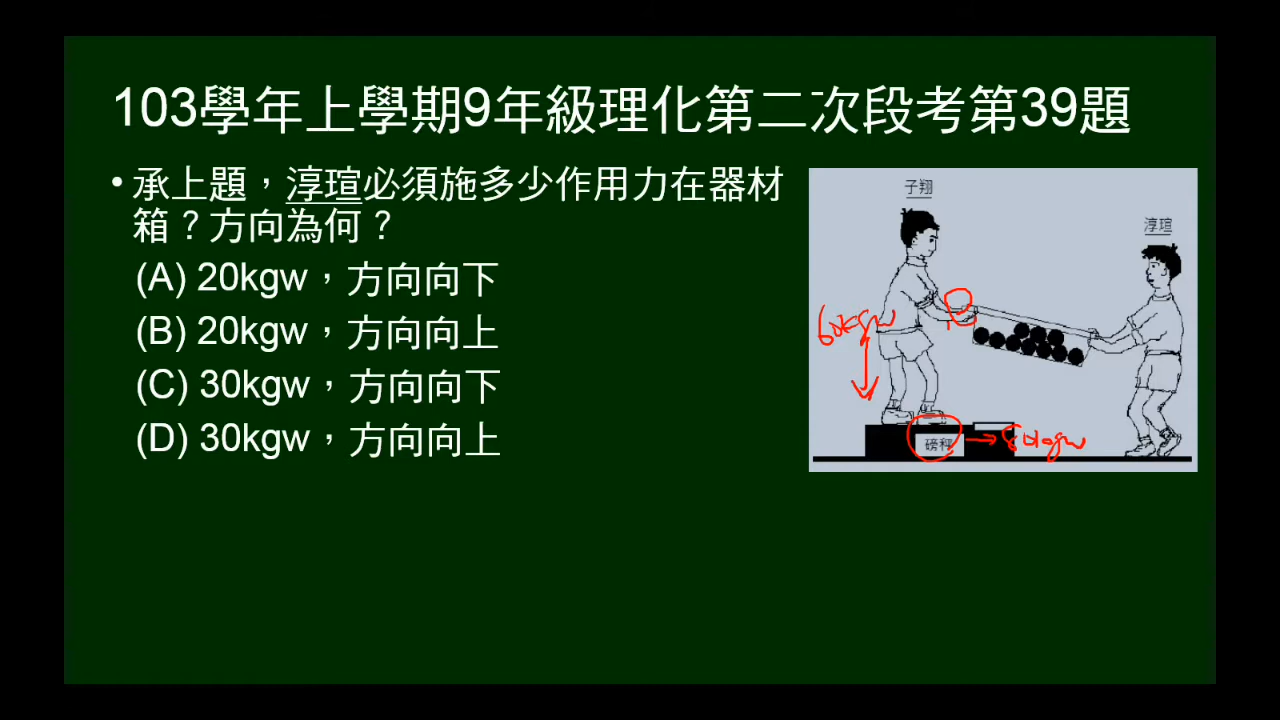 103學年上學期9年級理化第二次段考第39題
• 承上題，淳瑄必須施多少作用力在器材
箱？方向為何？
(A) 20kgw，方向向下
(B) 20kgw，方向向上
(C) 30kgw，方向向下
(D) 30kgw，方向向上
子翔
淳瑄
60kgw
磅秤
80kgw